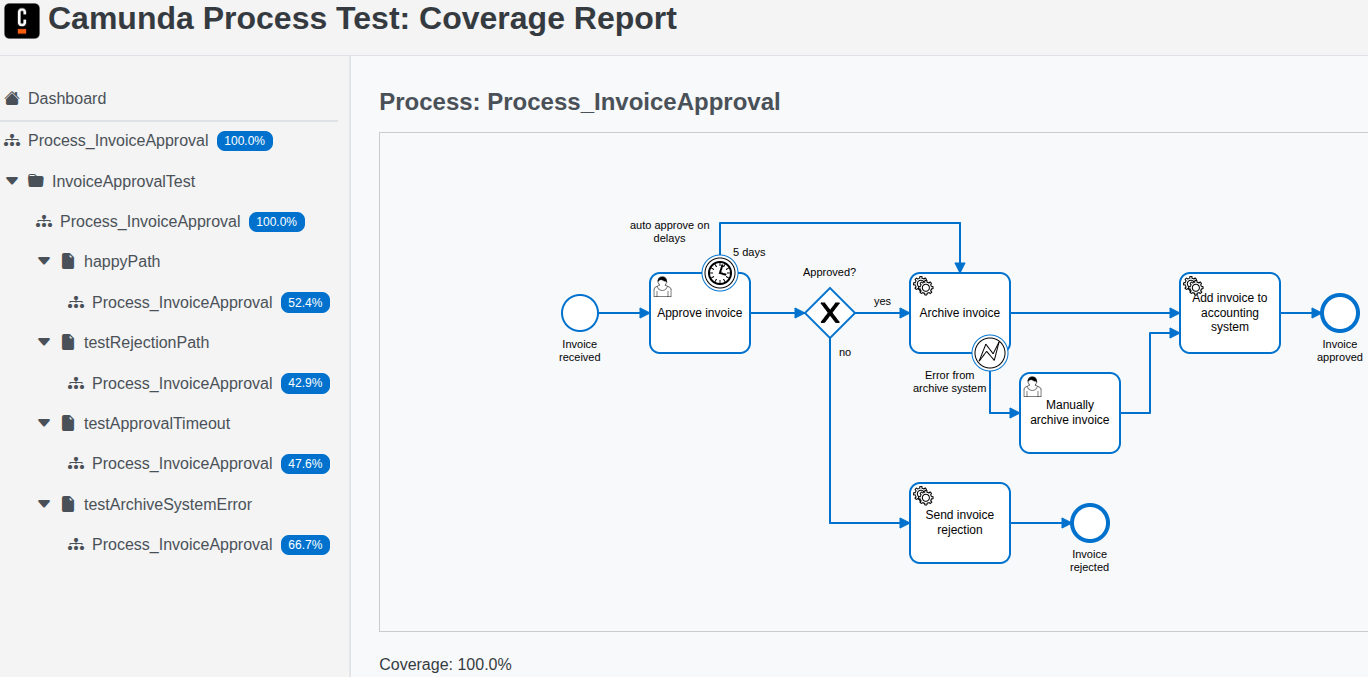 Camunda Process Test: Coverage Report
Dashboard
Process_InvoiceApproval 100.0%
InvoiceApprovalTest
Process_InvoiceApproval 100.0%
happyPath
Process_InvoiceApproval 52.4%
testRejectionPath
Process_InvoiceApproval 42.9%
testApprovalTimeout
Process_InvoiceApproval 47.6%
testArchiveSystemError
Process_InvoiceApproval 66.7%
Process: Process_InvoiceApproval
auto approve on
delays
5 days
Invoice
received
Approve invoice
Approved?
yes
no
Archive invoice
Error from
archive system
Manually
archive invoice
Add invoice to
accounting
system
Invoice
approved
Send invoice
rejection
Invoice
rejected
Coverage: 100.0%